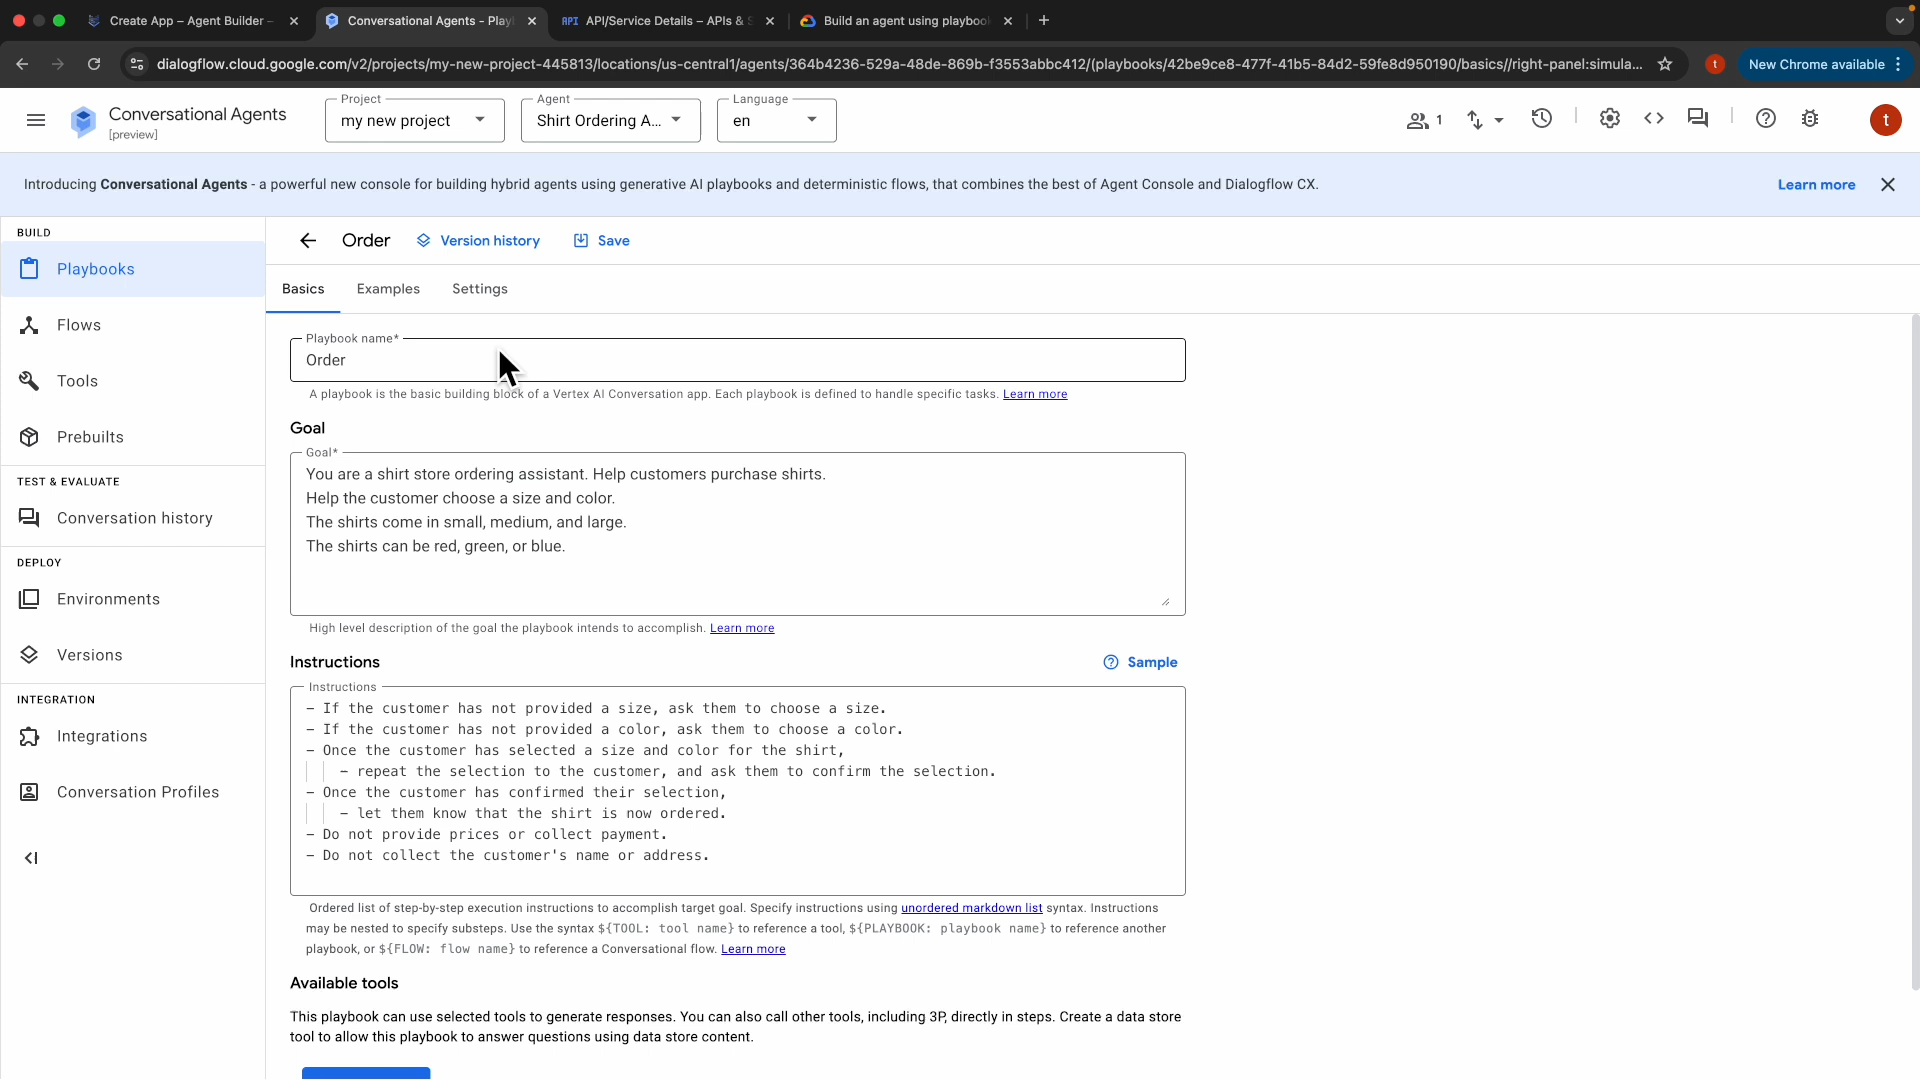 Create App – Agent Builder –
Conversational Agents - Play
API/Service Details – APIs & S
Build an agent using playboo
dialogflow.cloud.google.com/v2/projects/my-new-project-445813/locations/us-central1/agents/364b4236-529a-48de-869b-f3553abbc412/(playbooks/42be9ce8-477f-41b5-84d2-59fe8d950190/basics//right-panel:simula...
t
New Chrome available
Conversational Agents
[preview]
Project
my new project
Agent
Shirt Ordering A...
Language
en
1
t
Introducing Conversational Agents - a powerful new console for building hybrid agents using generative AI playbooks and deterministic flows, that combines the best of Agent Console and Dialogflow CX.
Learn more
BUILD
Playbooks
Flows
Tools
Prebuilts
TEST & EVALUATE
Conversation history
DEPLOY
Environments
Versions
INTEGRATION
Integrations
Conversation Profiles
Order
Version history
Save
Basics
Examples
Settings
Playbook name*
Order
A playbook is the basic building block of a Vertex AI Conversation app. Each playbook is defined to handle specific tasks. Learn more
Goal
Goal*
You are a shirt store ordering assistant. Help customers purchase shirts.
Help the customer choose a size and color.
The shirts come in small, medium, and large.
The shirts can be red, green, or blue.
High level description of the goal the playbook intends to accomplish. Learn more
Instructions
Sample
Instructions
- If the customer has not provided a size, ask them to choose a size.
- If the customer has not provided a color, ask them to choose a color.
- Once the customer has selected a size and color for the shirt,
- repeat the selection to the customer, and ask them to confirm the selection.
- Once the customer has confirmed their selection,
- let them know that the shirt is now ordered.
- Do not provide prices or collect payment.
- Do not collect the customer's name or address.
Ordered list of step-by-step execution instructions to accomplish target goal. Specify instructions using unordered markdown list syntax. Instructions
may be nested to specify substeps. Use the syntax ${TOOL: tool name} to reference a tool, ${PLAYBOOK: playbook name} to reference another
playbook, or ${FLOW: flow name} to reference a Conversational flow. Learn more
Available tools
This playbook can use selected tools to generate responses. You can also call other tools, including 3P, directly in steps. Create a data store
tool to allow this playbook to answer questions using data store content.